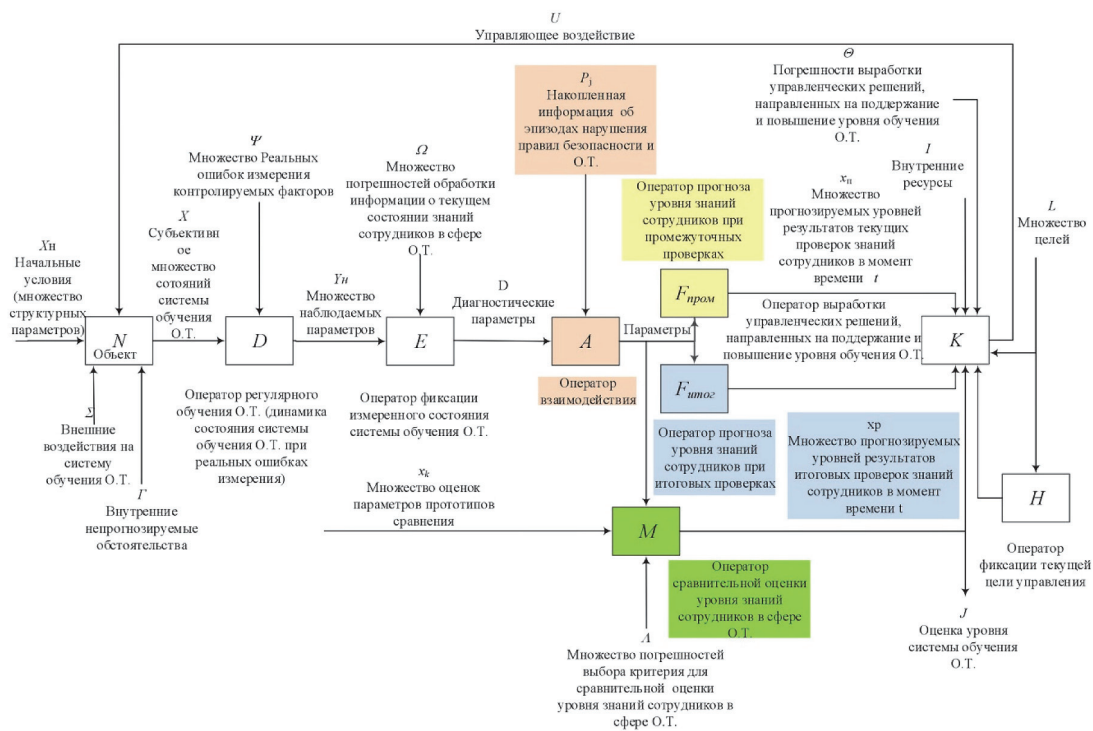 U
Управляющее воздействие
P_j
Накопленная
информация об
эпизодах нарушения
правил безопасности и
О.Т.
Θ
Погрешности выработки
управленческих решений,
направленных на поддержание
и повышение уровня обучения
О.Т.
I
Внутренние
ресурсы
Ψ
Множество Реальных
ошибок измерения
контролируемых факторов
Ω
Множество
погрешностей обработки
информации о текущем
состоянии знаний
сотрудников в сфере
О.Т.
Оператор прогноза
уровня знаний
сотрудников при
промежуточных
проверках
x_п
Множество
прогнозируемых уровней
результатов текущих
проверок знаний
сотрудников в момент
времени t
L
Множество
целей
Xн
Начальные
условия
(множество
структурных
параметров)
X
Субъективн
ое
множество
сотояний
системы
обучения
О.Т.
Yн
Множество
наблюдаемых
параметров
D
Диагностические
параметры
Параметры
N
Объект
D
E
A
F_пром
F_итог
Оператор выработки
управленческих решений,
направленных на поддержание и
повышение уровня обучения О.Т.
K
Σ
Внешние
воздействия на
систему
обучения О.Т.
Г
Внутренние
непрогнозируемые
обстоятельства
Оператор регулярного
обучения О.Т. (динамика
состояния системы
обучения О.Т. при
реальных ошибках
измерения)
Оператор фиксации
измеренного состояния
системы обучения О.Т.
Оператор
взаимодействия
Оператор прогноза
уровня знаний
сотрудников при
итоговых проверках
xp
Множество прогнозируемых
уровней результатов
итоговых проверок знаний
сотрудников в момент
времени t
H
Оператор
фиксации текущей
цели управления
x_k
Множество оценок
параметров прототипов
сравнения
M
Оператор
сравнительной оценки
уровня знаний
сотрудников в сфере
О.Т.
Λ
Множество погрешностей
выбора критерия для
сравнительной оценки
уровня знаний сотрудников в
сфере О.Т.
J
Оценка уровня
системы обучения
О.Т.